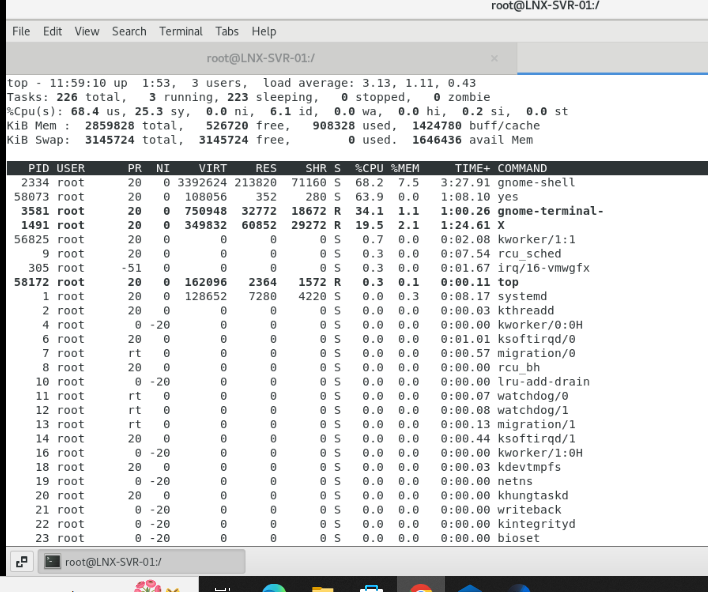 root@LNX-SVR-01:/
File Edit View Search Terminal Tabs Help
root@LNX-SVR-01:/ ×
top - 11:59:10 up  1:53,  3 users,  load average: 3.13, 1.11, 0.43
Tasks: 226 total,   3 running, 223 sleeping,   0 stopped,   0 zombie
%Cpu(s): 68.4 us, 25.3 sy,  0.0 ni,  6.1 id,  0.0 wa,  0.0 hi,  0.2 si,  0.0 st
KiB Mem :  2859828 total,   526720 free,   908328 used,  1424780 buff/cache
KiB Swap:  3145724 total,  3145724 free,        0 used.  1646436 avail Mem
PID USER PR NI VIRT RES SHR S %CPU %MEM TIME+ COMMAND
2334 root 20 0 3392624 213820 71160 S 68.2 7.5 3:27.91 gnome-shell
58073 root 20 0 108056 352 280 S 63.9 0.0 1:08.10 yes
3581 root 20 0 750948 32772 18672 R 34.1 1.1 1:00.26 gnome-terminal-
1491 root 20 0 349832 60852 29272 R 19.5 2.1 1:24.61 X
56825 root 20 0 0 0 0 S 0.7 0.0 0:02.08 kworker/1:1
9 root 20 0 0 0 0 S 0.3 0.0 0:07.54 rcu_sched
305 root -51 0 0 0 0 S 0.3 0.0 0:01.67 irq/16-vmwgfx
58172 root 20 0 162096 2364 1572 R 0.3 0.1 0:00.11 top
1 root 20 0 128652 7280 4220 S 0.0 0.3 0:08.17 systemd
2 root 20 0 0 0 0 S 0.0 0.0 0:00.03 kthreadd
4 root 0 -20 0 0 0 S 0.0 0.0 0:00.00 kworker/0:0H
6 root 20 0 0 0 0 S 0.0 0.0 0:01.01 ksoftirqd/0
7 root rt 0 0 0 0 S 0.0 0.0 0:00.57 migration/0
8 root 20 0 0 0 0 S 0.0 0.0 0:00.00 rcu_bh
10 root 0 -20 0 0 0 S 0.0 0.0 0:00.00 lru-add-drain
11 root rt 0 0 0 0 S 0.0 0.0 0:00.07 watchdog/0
12 root rt 0 0 0 0 S 0.0 0.0 0:00.08 watchdog/1
13 root rt 0 0 0 0 S 0.0 0.0 0:00.13 migration/1
14 root 20 0 0 0 0 S 0.0 0.0 0:00.44 ksoftirqd/1
16 root 0 -20 0 0 0 S 0.0 0.0 0:00.00 kworker/1:0H
18 root 20 0 0 0 0 S 0.0 0.0 0:00.03 kdevtmpfs
19 root 0 -20 0 0 0 S 0.0 0.0 0:00.00 netns
20 root 20 0 0 0 0 S 0.0 0.0 0:00.00 khungtaskd
21 root 0 -20 0 0 0 S 0.0 0.0 0:00.00 writeback
22 root 0 -20 0 0 0 S 0.0 0.0 0:00.00 kintegrityd
23 root 0 -20 0 0 0 S 0.0 0.0 0:00.00 bioset
root@LNX-SVR-01:/